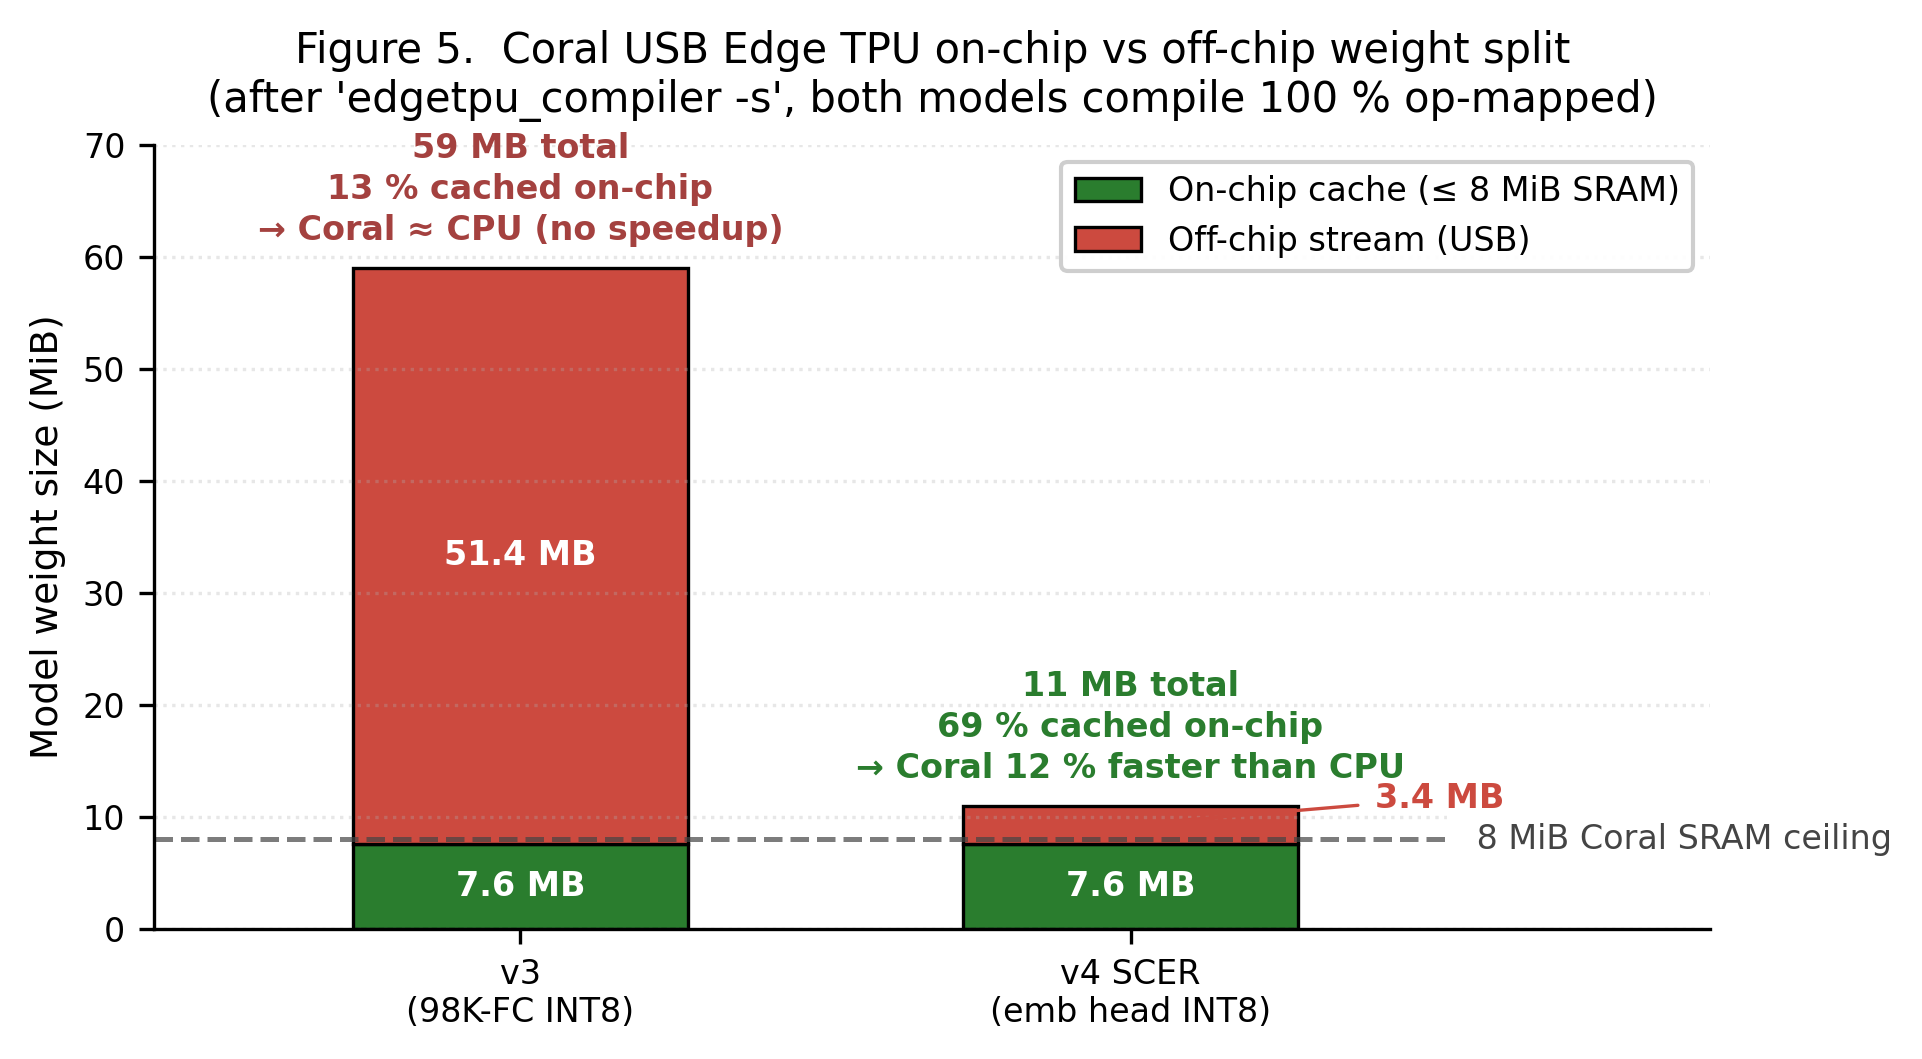 Figure 5.  Coral USB Edge TPU on-chip vs off-chip weight split
(after 'edgetpu_compiler -s', both models compile 100 % op-mapped)
59 MB total
13 % cached on-chip
→ Coral ≈ CPU (no speedup)
On-chip cache (≤ 8 MiB SRAM)
Off-chip stream (USB)
Model weight size (MiB)
70
60
50
40
30
20
10
0
51.4 MB
7.6 MB
11 MB total
69 % cached on-chip
→ Coral 12 % faster than CPU
3.4 MB
8 MiB Coral SRAM ceiling
7.6 MB
v3
(98K-FC INT8)
v4 SCER
(emb head INT8)